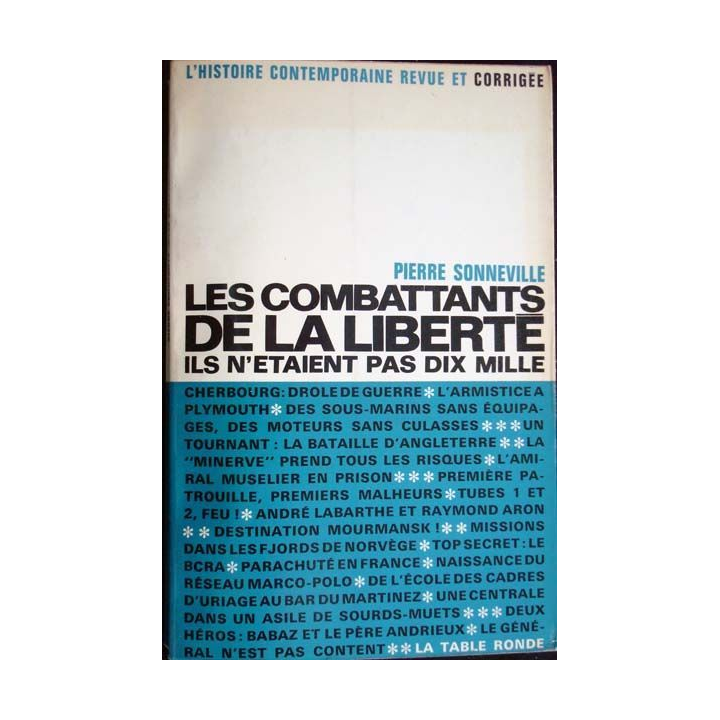 L'HISTOIRE CONTEMPORAINE REVUE ET CORRIGÉE
PIERRE SONNEVILLE
LES COMBATTANTS
DE LA LIBERTÉ
ILS N'ETAIENT PAS DIX MILLE
CHERBOURG: DROLE DE GUERRE*L'ARMISTICE A
PLYMOUTH*DES SOUS-MARINS SANS ÉQUIPA-
GES, DES MOTEURS SANS CULASSES***UN
TOURNANT: LA BATAILLE D'ANGLETERRE**LA
"MINERVE" PREND TOUS LES RISQUES*L'AMI-
RAL MUSELIER EN PRISON***PREMIÈRE PA-
TROUILLE, PREMIERS MALHEURS*TUBES 1 ET
2, FEU !*ANDRÉ LABARTHE ET RAYMOND ARON
**DESTINATION MOURMANSK !**MISSIONS
DANS LES FJORDS DE NORVÈGE*TOP SECRET: LE
BCRA*PARACHUTÉ EN FRANCE*NAISSANCE DU
RÉSEAU MARCO-POLO*DE L'ÉCOLE DES CADRES
D'URIAGE AU BAR DU MARTINEZ*UNE CENTRALE
DANS UN ASILE DE SOURDS-MUETS***DEUX
HÉROS: BABAZ ET LE PÈRE ANDRIEUX*LE GÉNÉ-
RAL N'EST PAS CONTENT**LA TABLE RONDE